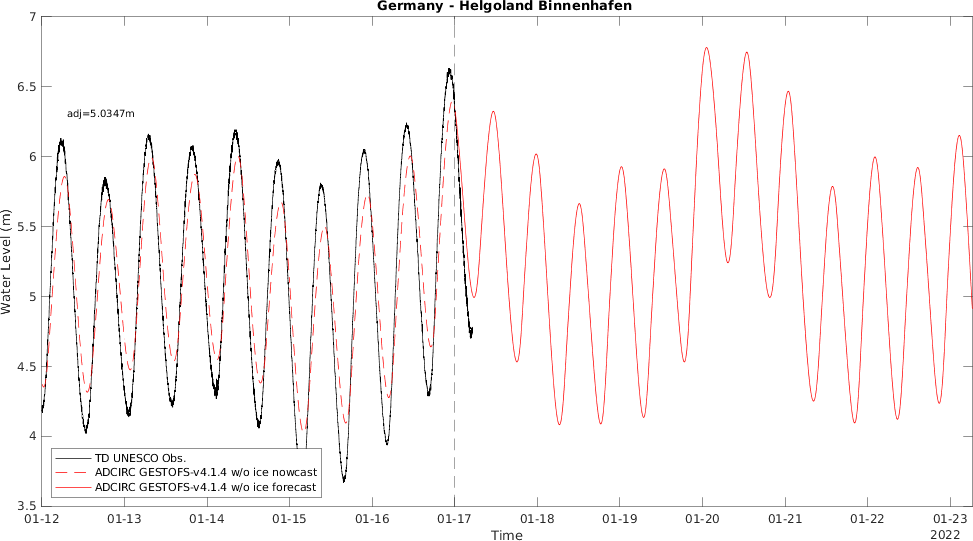 Germany - Helgoland Binnenhafen
7
6.5
adj=5.0347m
6
5.5
5
4.5
4
3.5
Water Level (m)
TD UNESCO Obs.
ADCIRC GESTOFS-v4.1.4 w/o ice nowcast
ADCIRC GESTOFS-v4.1.4 w/o ice forecast
01-12 01-13 01-14 01-15 01-16 01-17 01-18 01-19 01-20 01-21 01-22 01-23
Time
2022